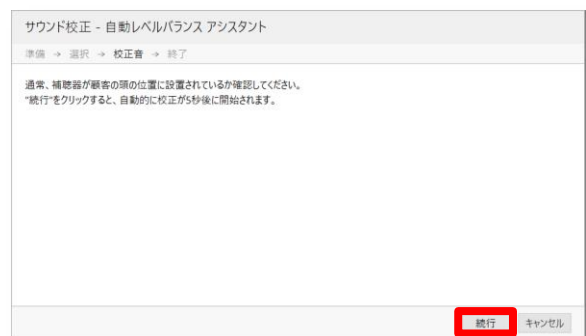 サウンド校正 - 自動レベルバランス アシスタント
準備 → 選択 → 校正音 → 終了
通常、補聴器が顧客の頭の位置に設置されているか確認してください。
"続行"をクリックすると、自動的に校正が5秒後に開始されます。
続行 キャンセル